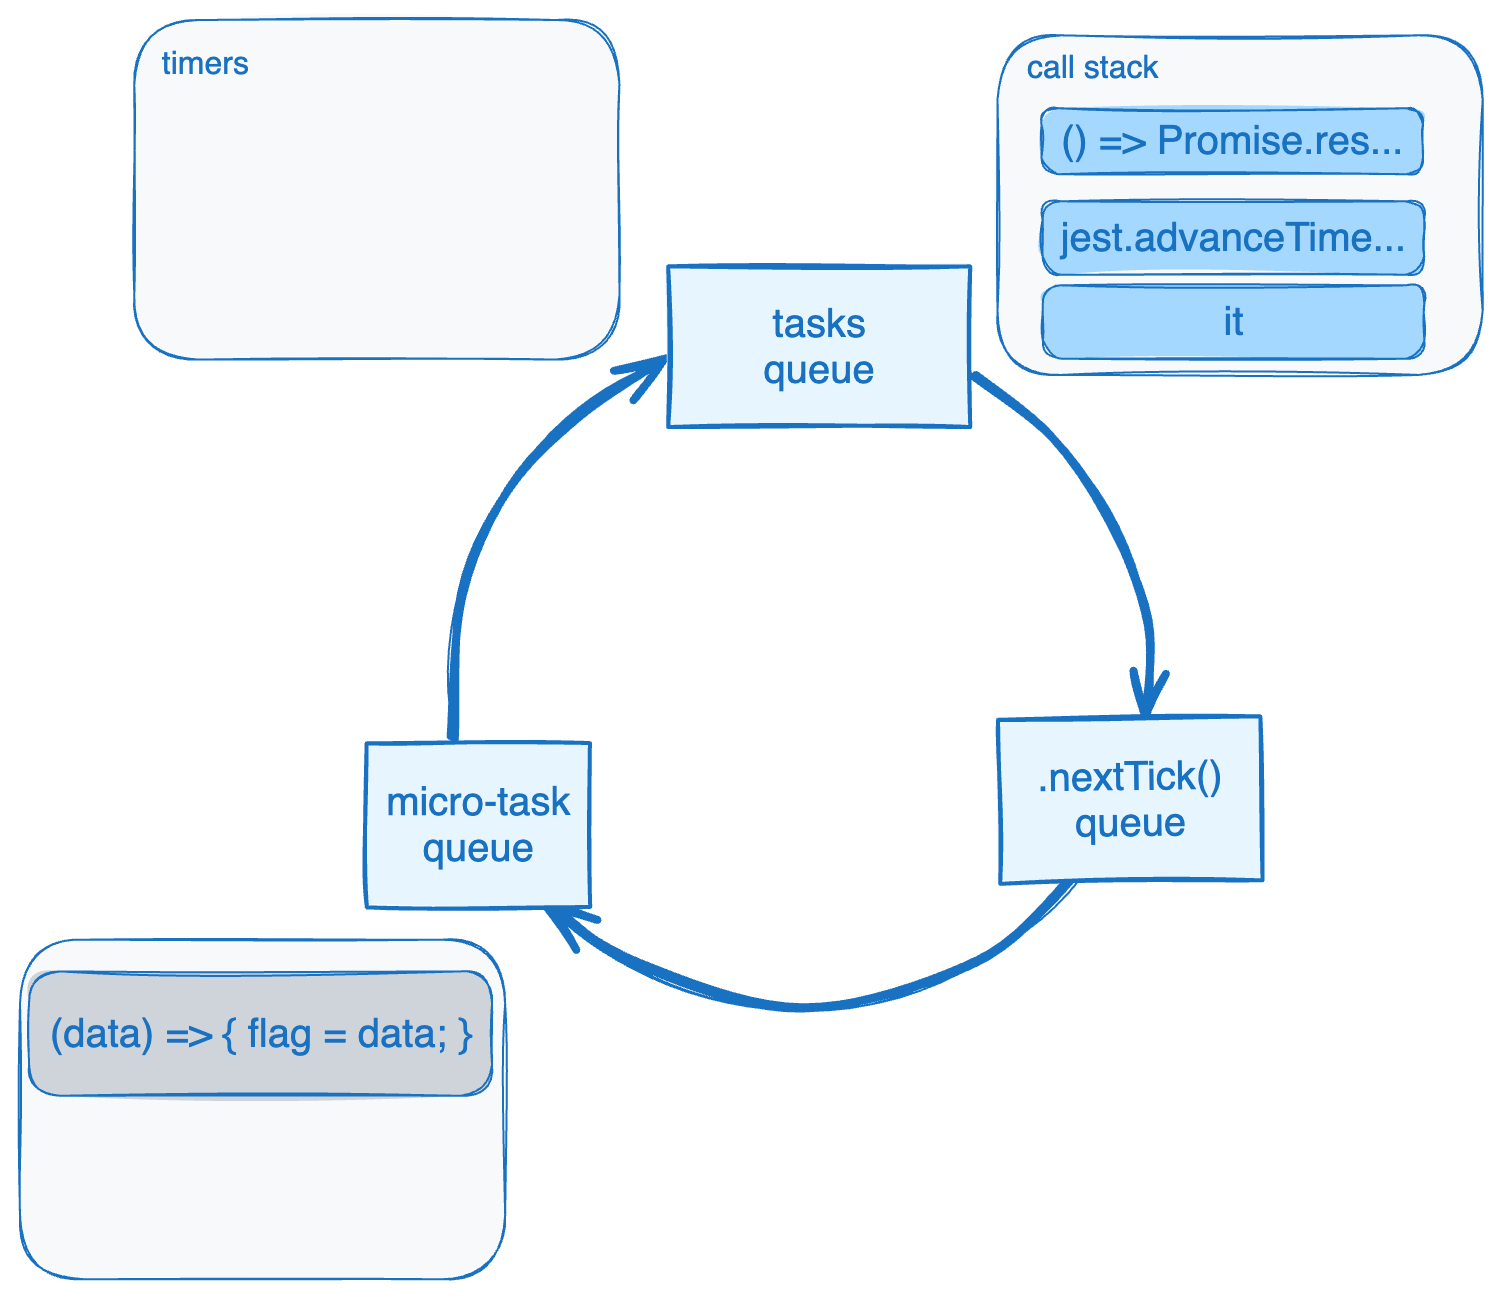 timers
call stack
() => Promise.res...
jest.advanceTime...
it
tasks
queue
.nextTick()
queue
micro-task
queue
(data) => { flag = data; }